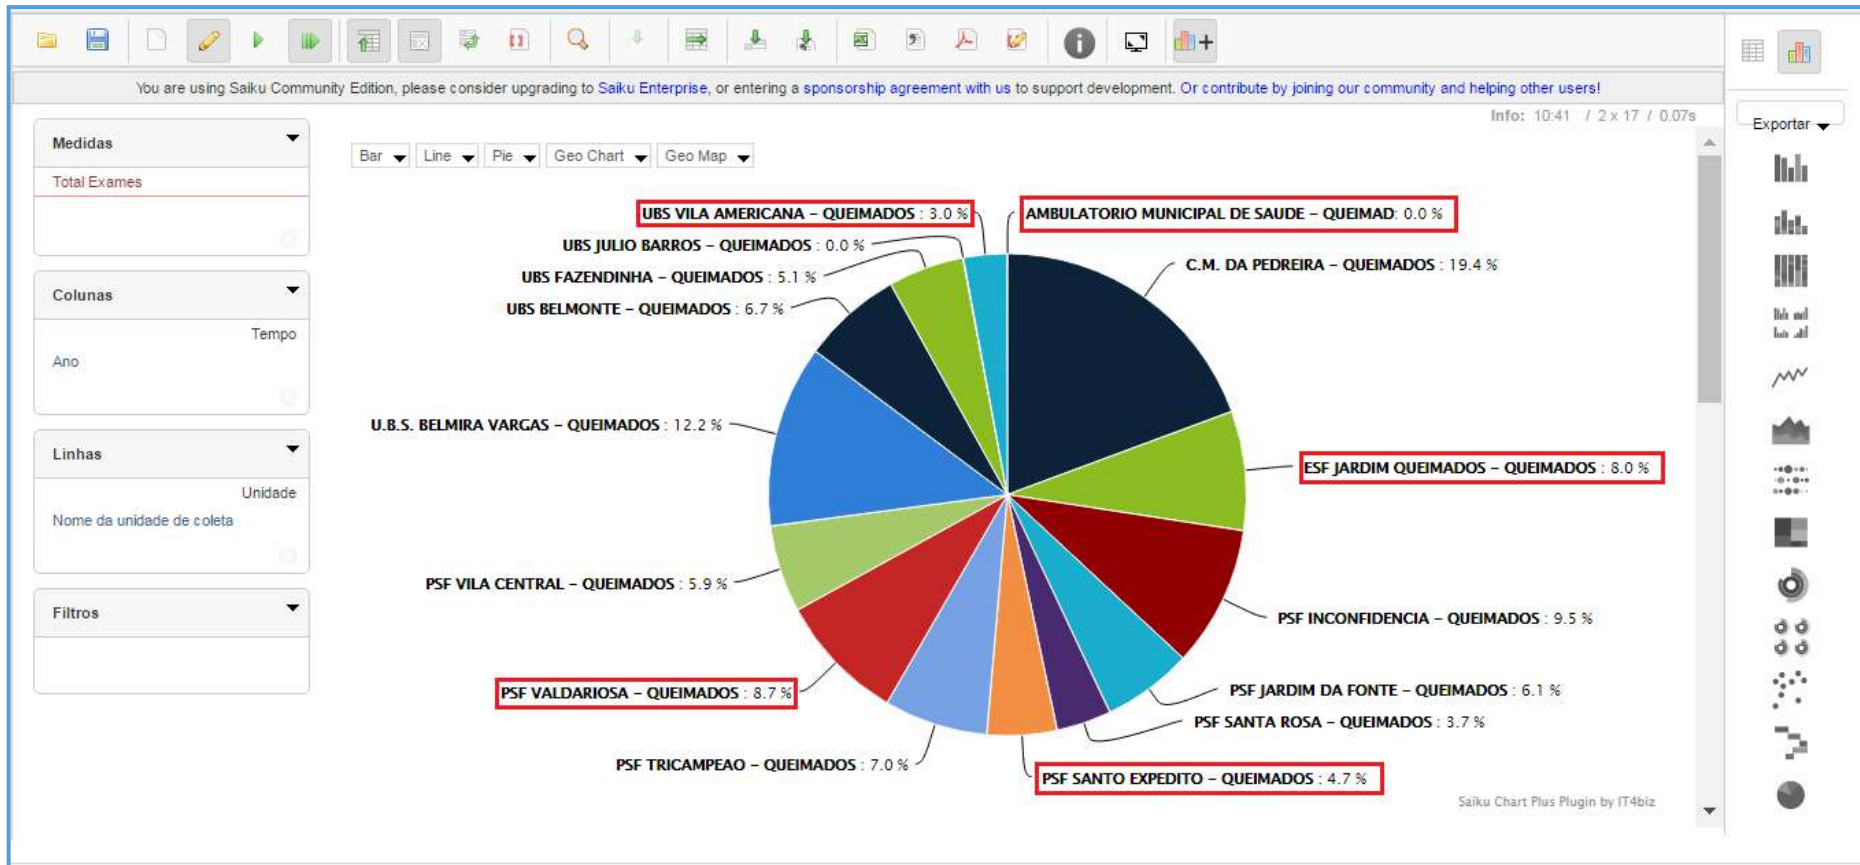 You are using Saiku Community Edition, please consider upgrading to Saiku Enterprise, or entering a sponsorship agreement with us to support development. Or contribute by joining our community and helping other users!
Info: 10:41 / 2 x 17 / 0.07s
Exportar
Medidas
Total Exames
Colunas
Tempo
Ano
Linhas
Unidade
Nome da unidade de coleta
Filtros
Bar Line Pie Geo Chart Geo Map
UBS VILA AMERICANA – QUEIMADOS : 3.0 %
AMBULATORIO MUNICIPAL DE SAUDE – QUEIMAD: 0.0 %
UBS JULIO BARROS – QUEIMADOS : 0.0 %
C.M. DA PEDREIRA – QUEIMADOS : 19.4 %
UBS FAZENDINHA – QUEIMADOS : 5.1 %
UBS BELMONTE – QUEIMADOS : 6.7 %
U.B.S. BELMIRA VARGAS – QUEIMADOS : 12.2 %
ESF JARDIM QUEIMADOS – QUEIMADOS : 8.0 %
PSF VILA CENTRAL – QUEIMADOS : 5.9 %
PSF INCONFIDENCIA – QUEIMADOS : 9.5 %
PSF VALDARIOSA – QUEIMADOS : 8.7 %
PSF JARDIM DA FONTE – QUEIMADOS : 6.1 %
PSF SANTA ROSA – QUEIMADOS : 3.7 %
PSF TRICAMPEAO – QUEIMADOS : 7.0 %
PSF SANTO EXPEDITO – QUEIMADOS : 4.7 %
Saiku Chart Plus Plugin by IT4biz